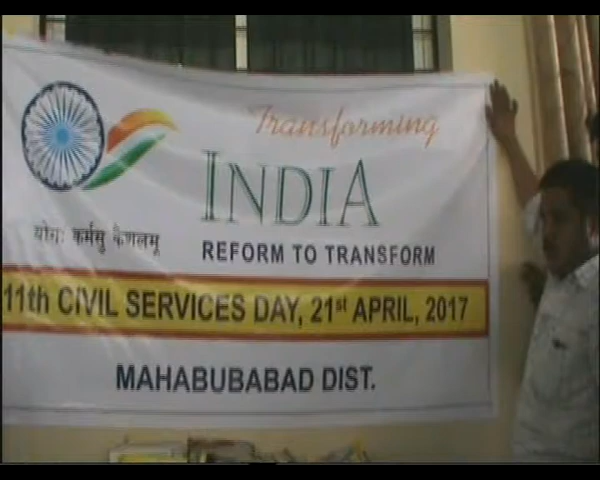 Transforming
INDIA
योगः कर्मसु कैशलमू
REFORM TO TRANSFORM
11th CIVIL SERVICES DAY, 21st APRIL, 2017
MAHABUBABAD DIST.